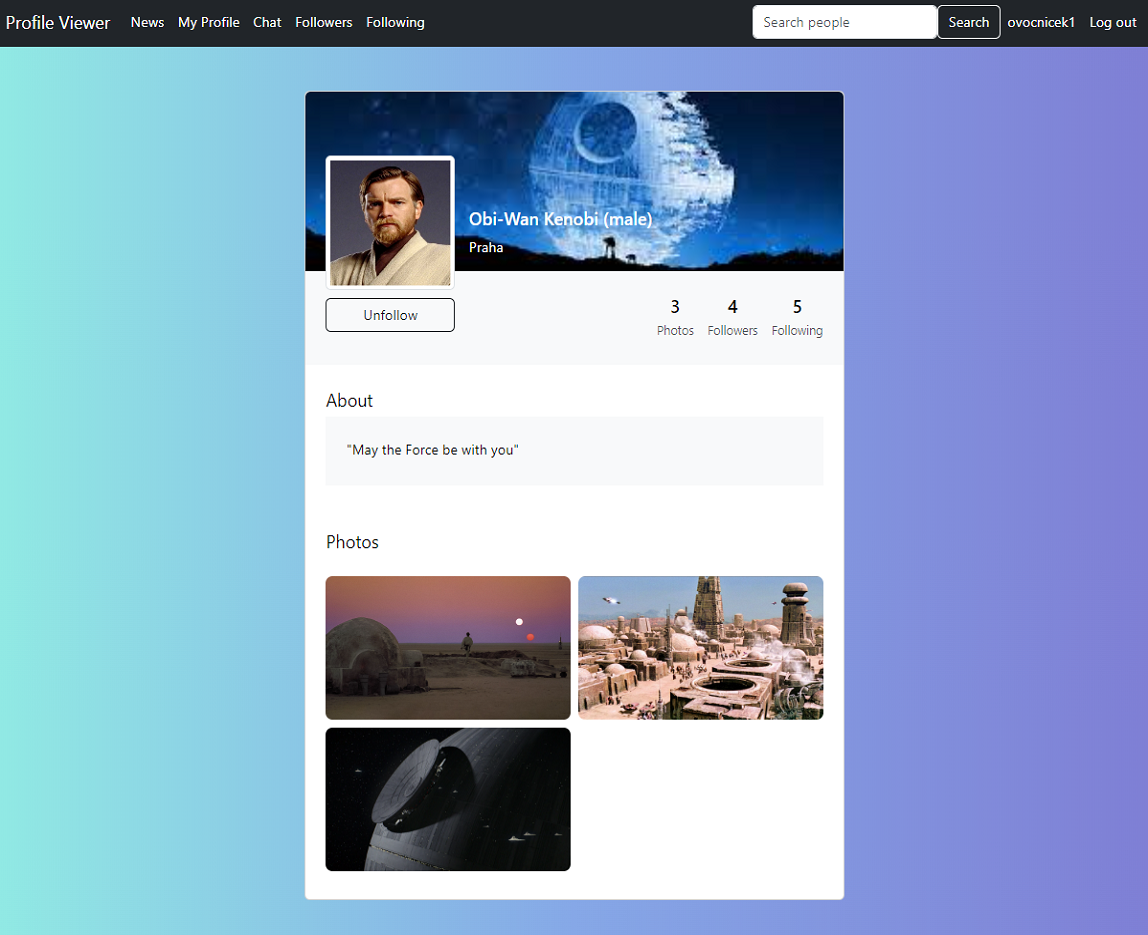 Profile Viewer News My Profile Chat Followers Following Search people Search ovocnicek1 Log out
Obi-Wan Kenobi (male)
Praha
Unfollow
3 4 5
Photos Followers Following
About
"May the Force be with you"
Photos